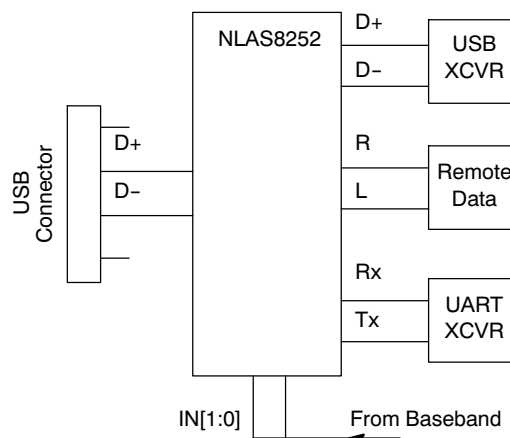 NLAS8252
D+
D−
USB
XCVR
USB
Connector
D+
D−
R
L
Remote
Data
Rx
Tx
UART
XCVR
IN[1:0]
From Baseband